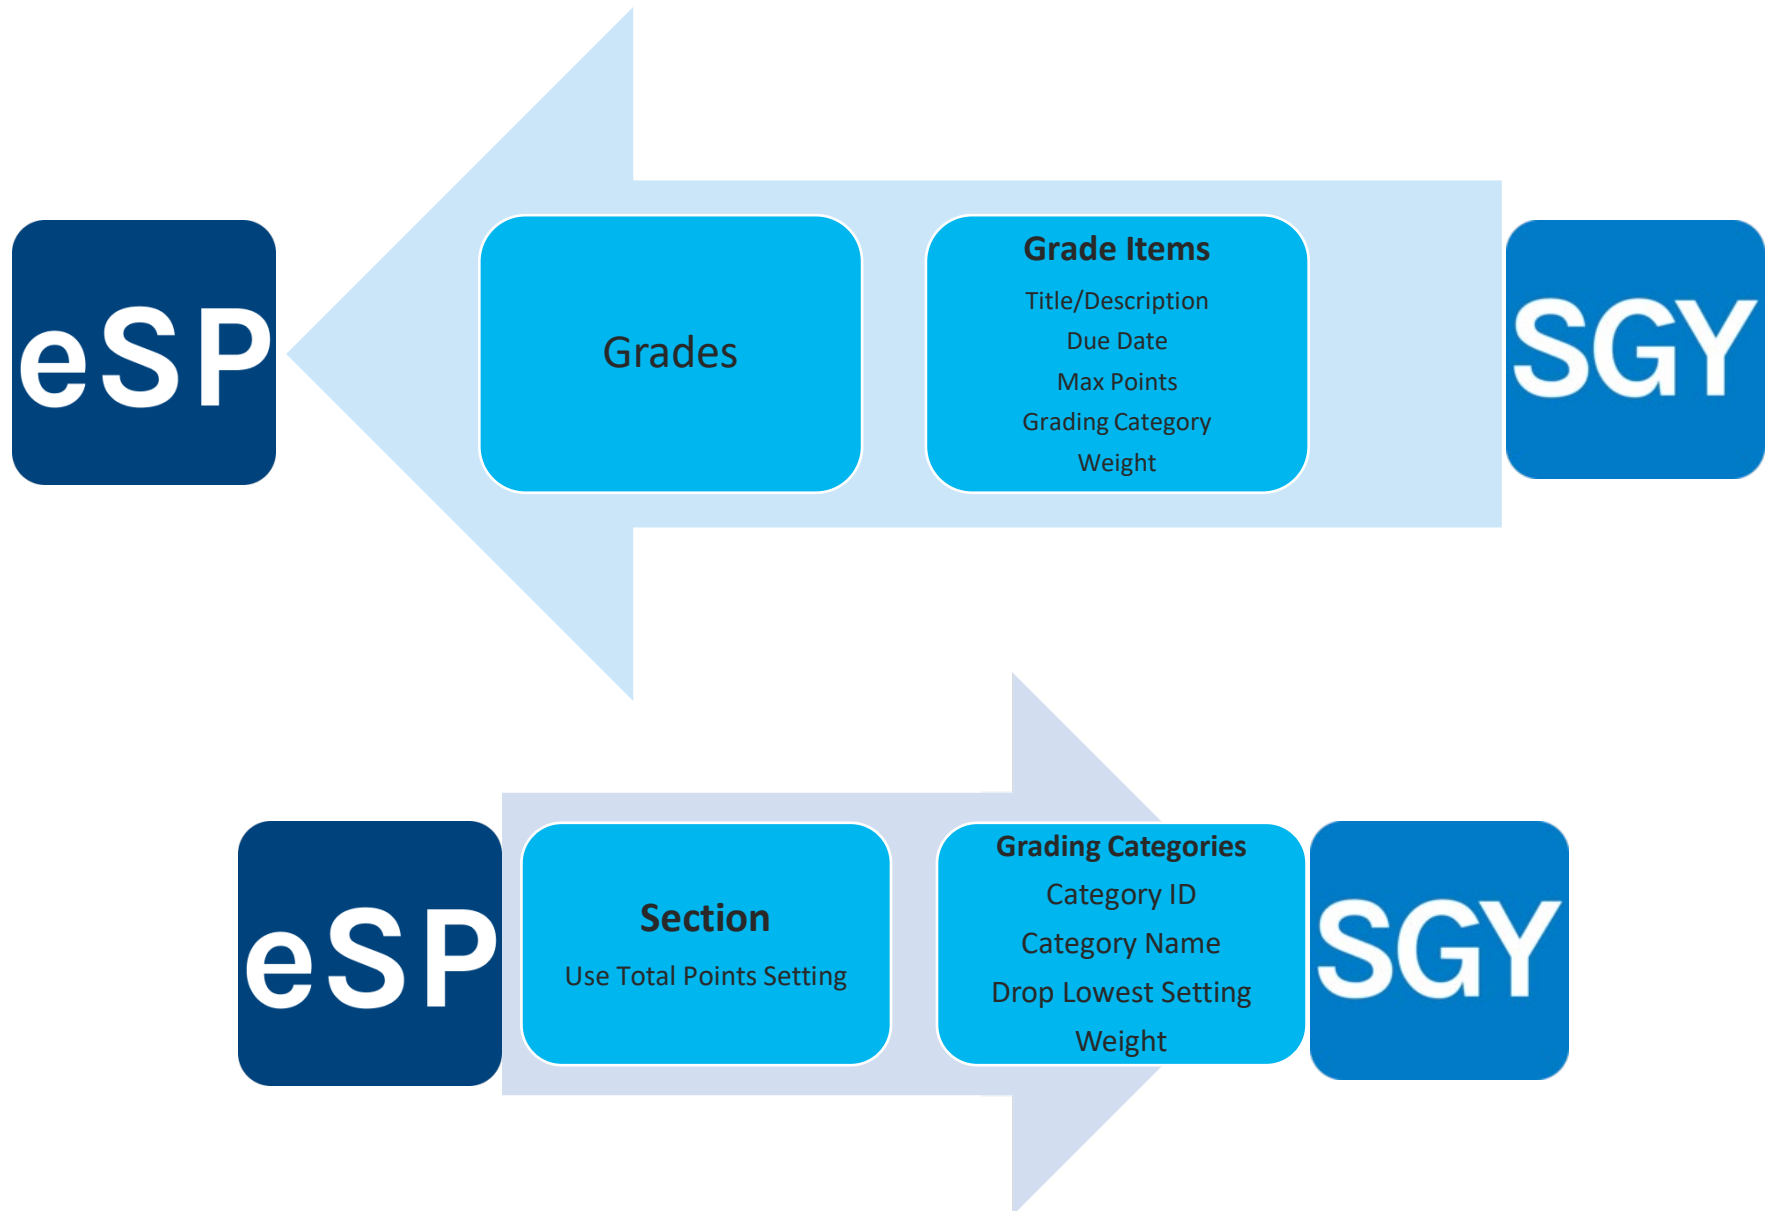 eSP
Grades
Grade Items
Title/Description
Due Date
Max Points
Grading Category
Weight
SGY
eSP
Section
Use Total Points Setting
Grading Categories
Category ID
Category Name
Drop Lowest Setting
Weight
SGY